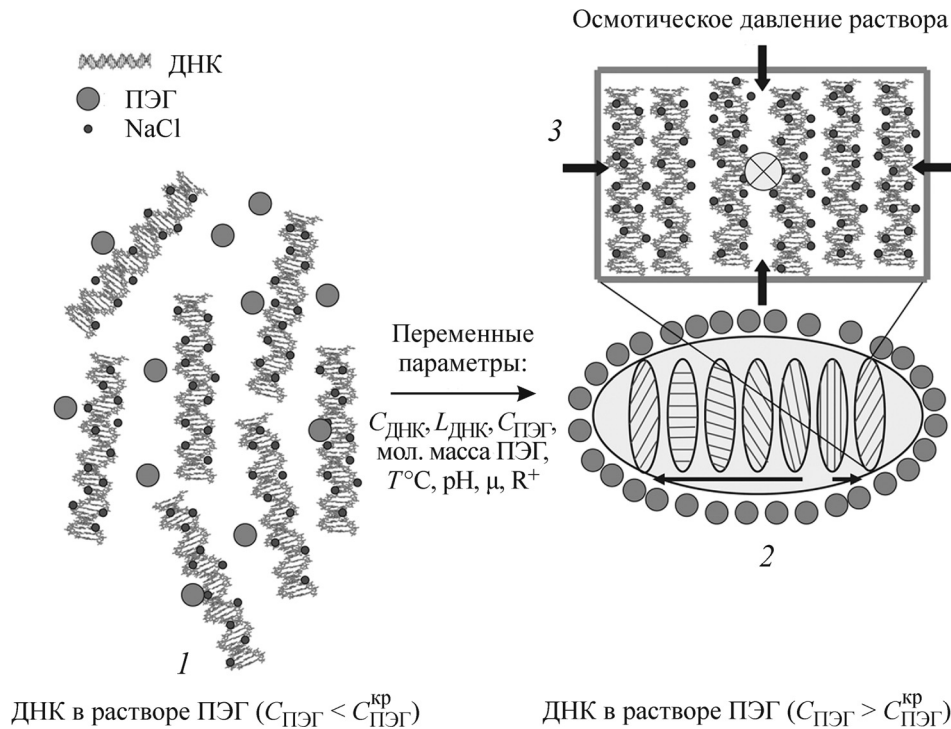 Осмотическое давление раствора
ДНК
ПЭГ
NaCl
3
Переменные
параметры:
C_ДНК, L_ДНК, C_ПЭГ,
мол. масса ПЭГ,
T°C, pH, μ, R⁺
1
2
ДНК в растворе ПЭГ (C_ПЭГ < C_ПЭГ^кр)
ДНК в растворе ПЭГ (C_ПЭГ > C_ПЭГ^кр)